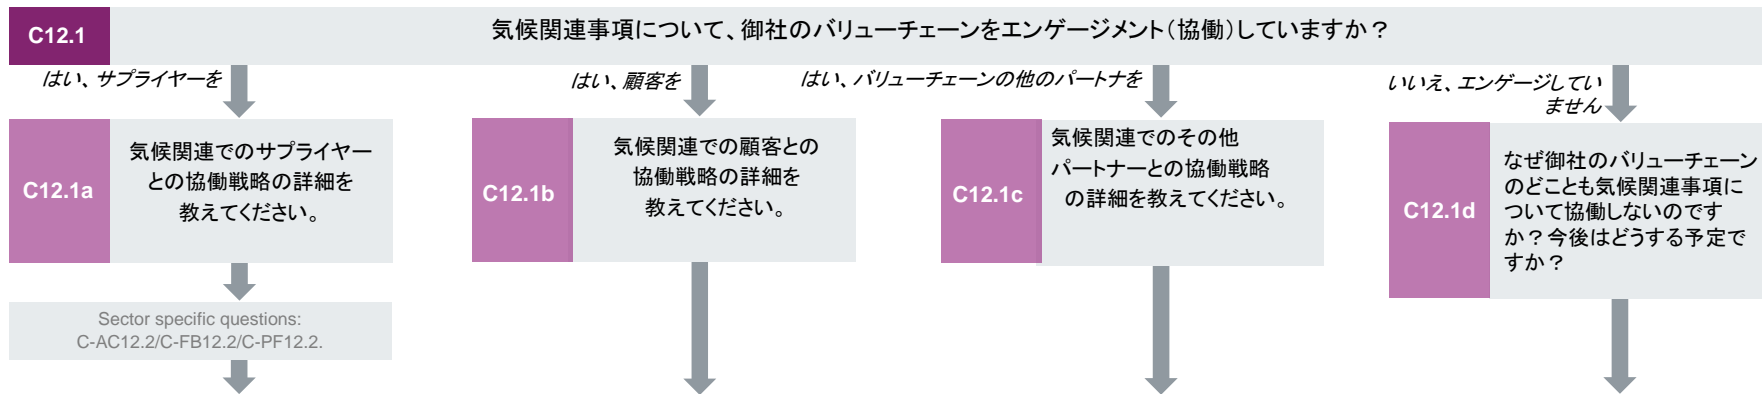 C12.1
気候関連事項について、御社のバリューチェーンをエンゲージメント（協働）していますか？
はい、サプライヤーを
はい、顧客を
はい、バリューチェーンの他のパートナを
いいえ、エンゲージしてい
ません
C12.1a
気候関連でのサプライヤー
との協働戦略の詳細を
教えてください。
C12.1b
気候関連での顧客との
協働戦略の詳細を
教えてください。
C12.1c
気候関連でのその他
パートナーとの協働戦略
の詳細を教えてください。
C12.1d
なぜ御社のバリューチェーン
のどことも気候関連事項に
ついて協働しないのです
か？今後はどうする予定で
すか？
Sector specific questions:
C-AC12.2/C-FB12.2/C-PF12.2.